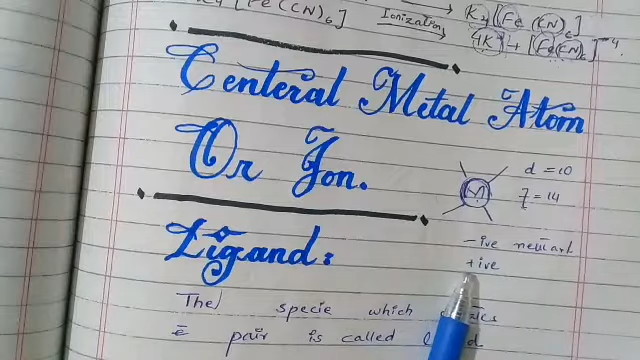 K4[Fe(CN)6] Ionization → K4[Fe(CN)6]
4K+ + [Fe(CN)6]-4.
Centeral Metal Atom
Or Ion.
M
d = 10
f = 14
-ive neutral
+ive
Ligand:
The specie which
ē pair is called